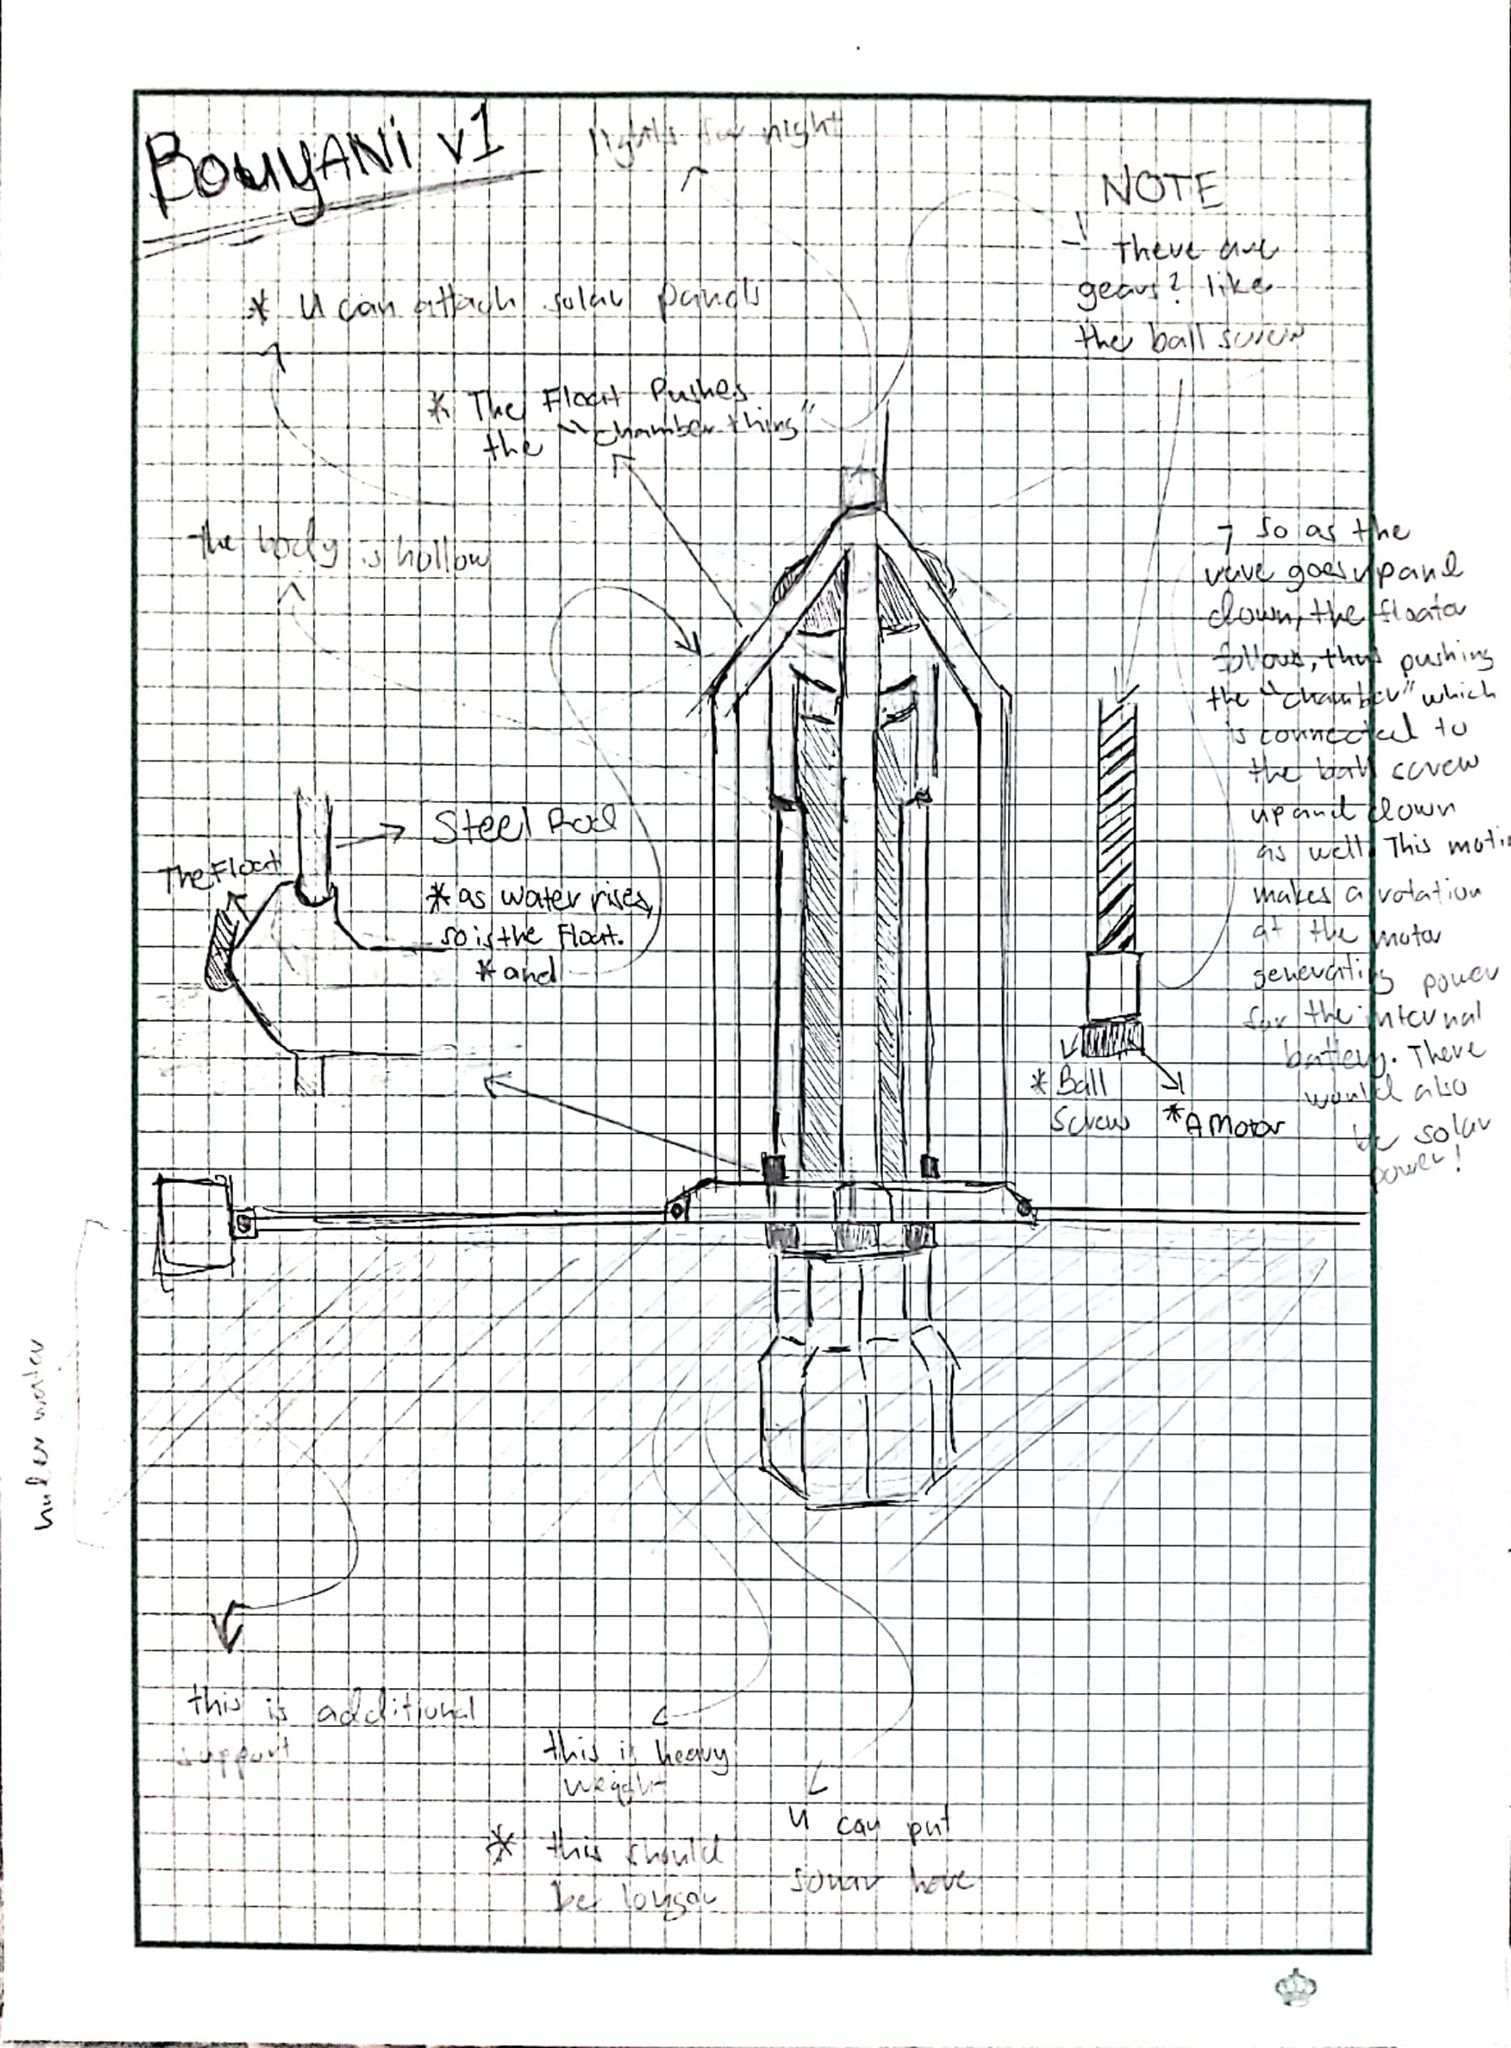 BOUYANI v1
lights for night
NOTE
there are
gears? like
the ball screw
* U can attach solar panels
* The Float Pushes
the "chamber thing"
the body is hollow
→ so as the
wave goes up and
down, the floater
follows, thus pushing
the "chamber" which
is connected to
the ball screw
up and down
as well. This motio
makes a rotation
at the motor
generating power
for the internal
battery. There
would also
be solar
power!
Steel Rod
The Float
* as water rises,
so is the Float.
* and
* Ball
Screw
* A Motor
under water
this is additional
support
this is heavy
weight
* this should
be longer
U can put
sonar here